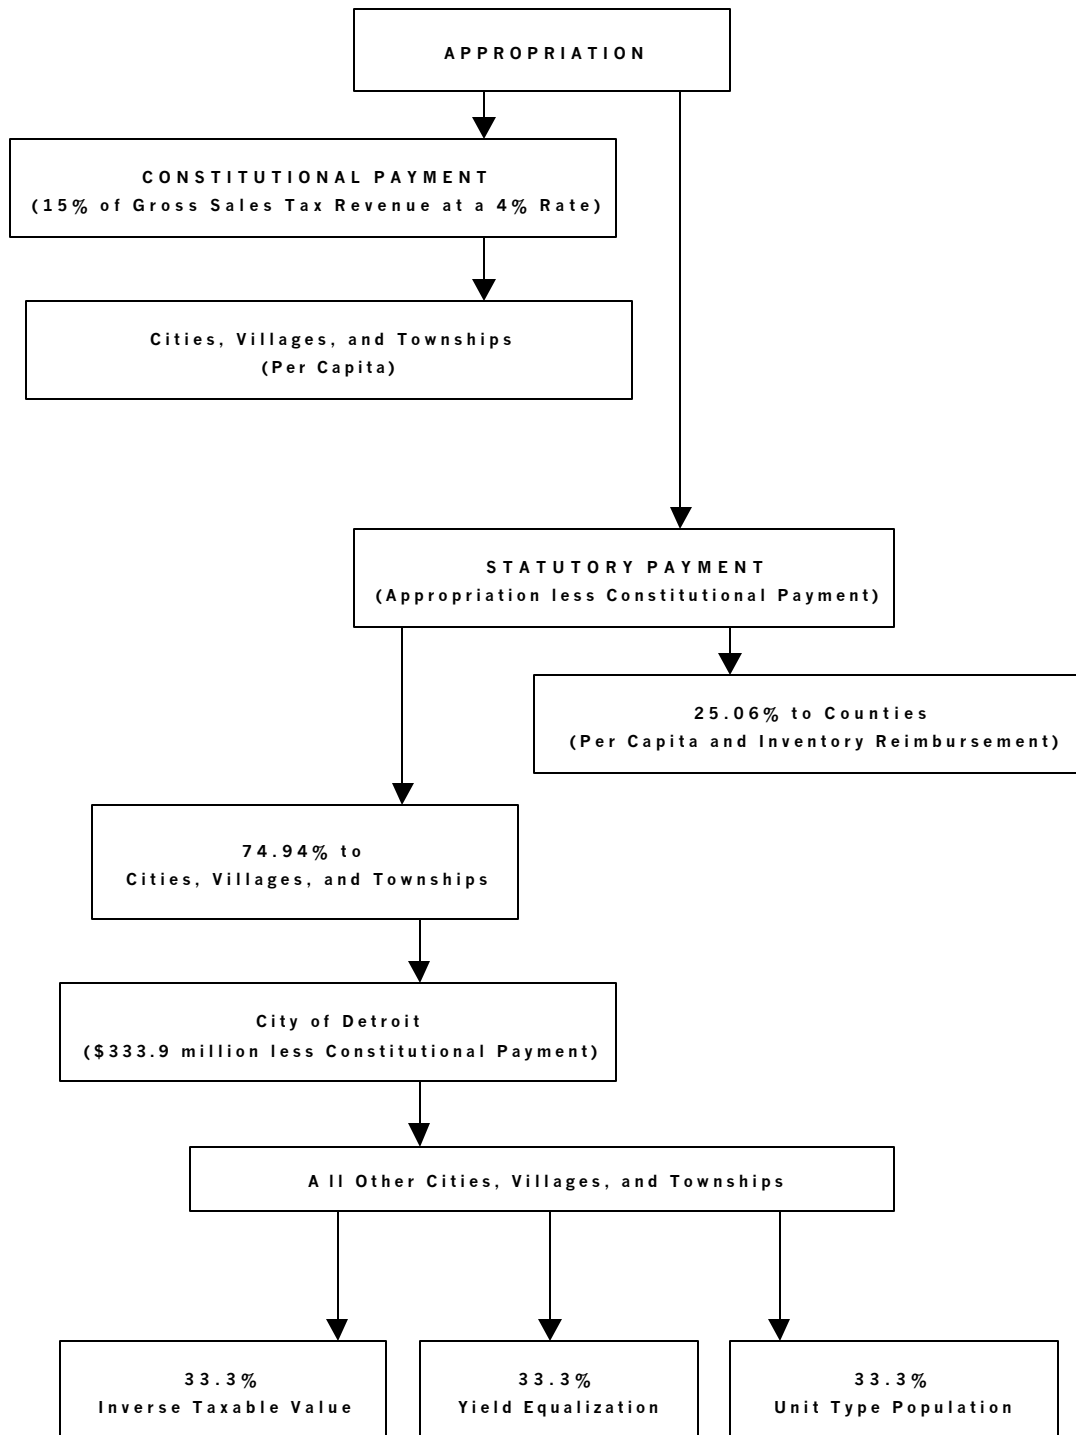 APPROPRIATION
CONSTITUTIONAL PAYMENT
(15% of Gross Sales Tax Revenue at a 4% Rate)
Cities, Villages, and Townships
(Per Capita)
STATUTORY PAYMENT
(Appropriation less Constitutional Payment)
25.06% to Counties
(Per Capita and Inventory Reimbursement)
74.94% to
Cities, Villages, and Townships
City of Detroit
($333.9 million less Constitutional Payment)
All Other Cities, Villages, and Townships
33.3%
Inverse Taxable Value
33.3%
Yield Equalization
33.3%
Unit Type Population